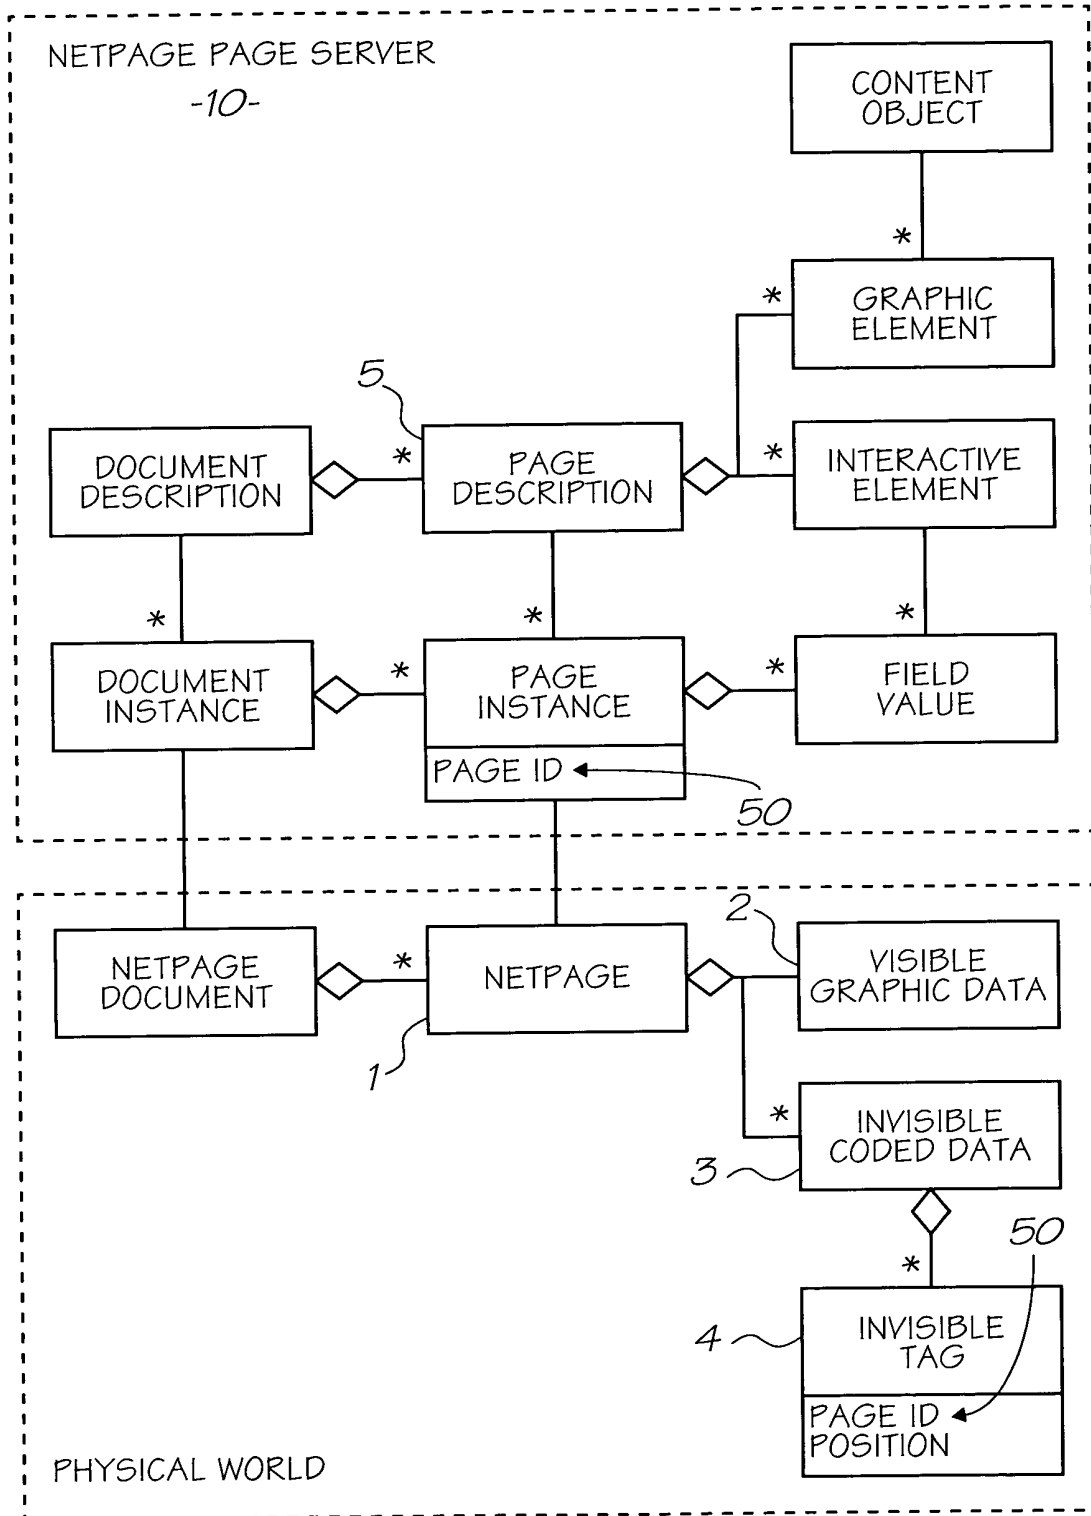 NETPAGE PAGE SERVER
-10-
CONTENT
OBJECT
*
GRAPHIC
ELEMENT
*
5
DOCUMENT
DESCRIPTION
*
PAGE
DESCRIPTION
*
INTERACTIVE
ELEMENT
*
*
*
DOCUMENT
INSTANCE
*
PAGE
INSTANCE
*
FIELD
VALUE
PAGE ID
50
NETPAGE
DOCUMENT
*
NETPAGE
1
2
VISIBLE
GRAPHIC DATA
*
INVISIBLE
CODED DATA
3
*
50
4
INVISIBLE
TAG
PAGE ID
POSITION
PHYSICAL WORLD